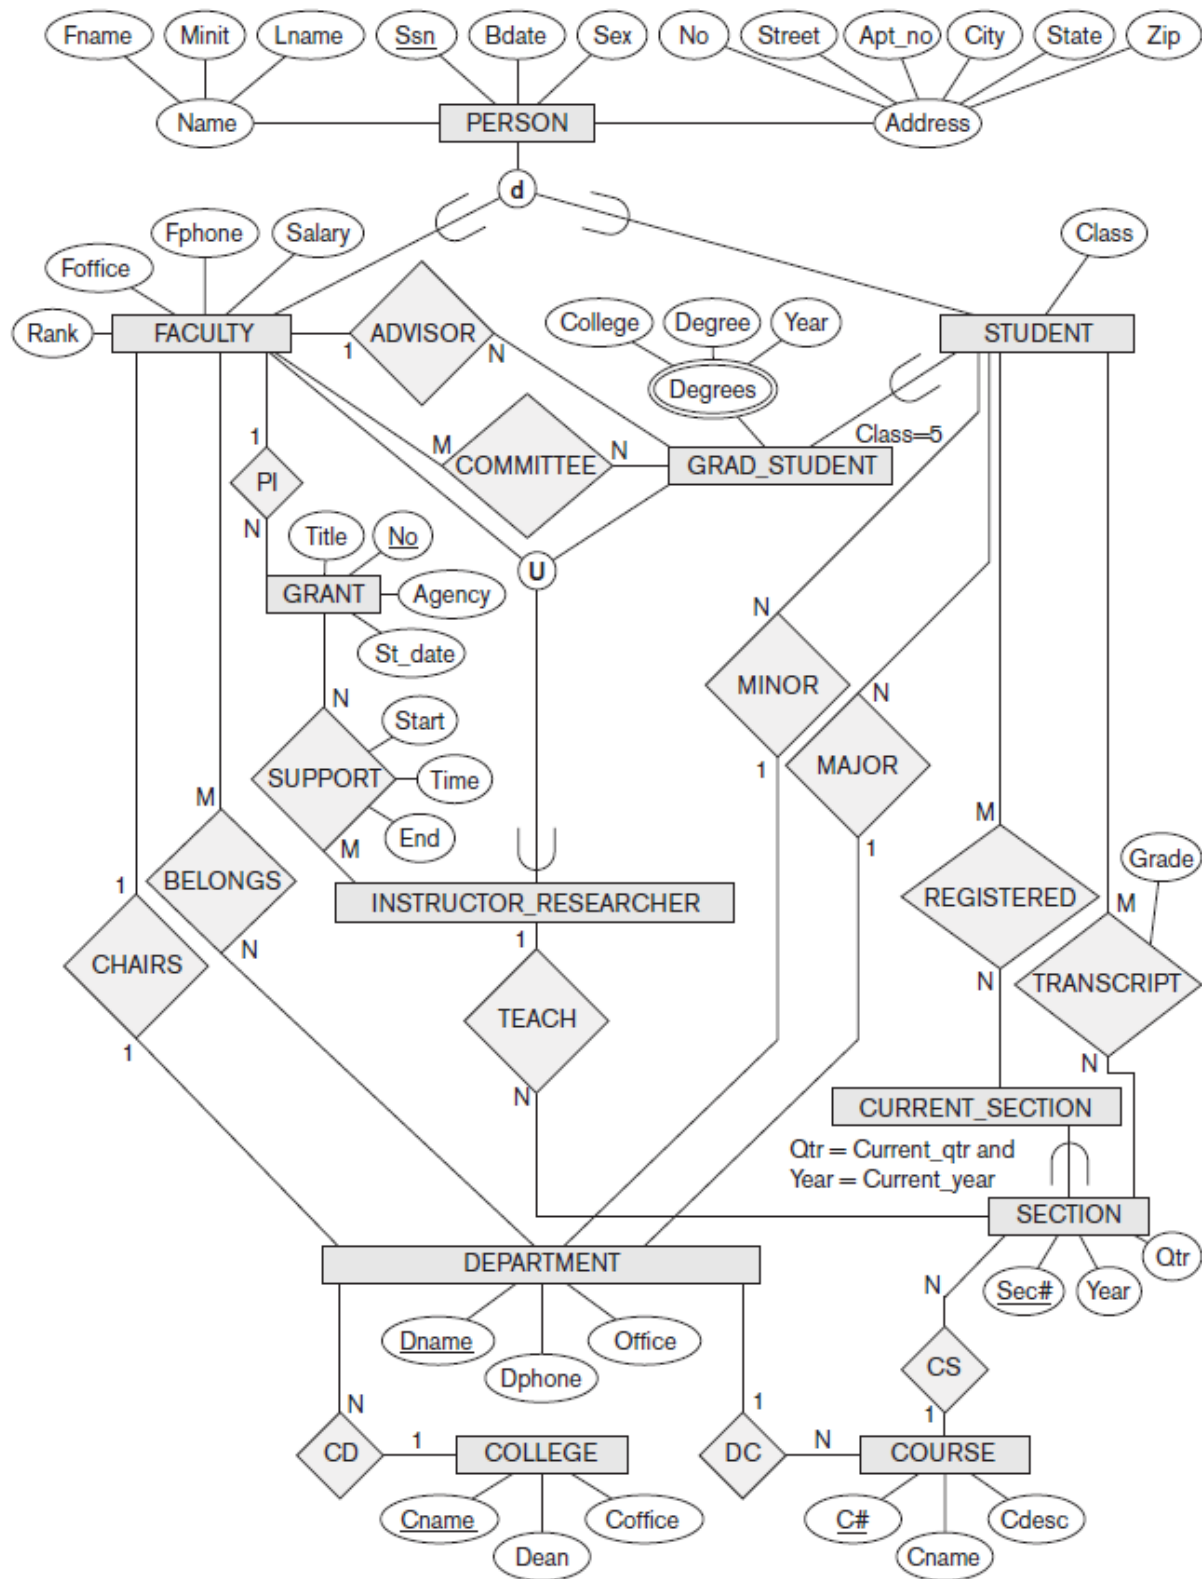 Fname Minit Lname Ssn Bdate Sex No Street Apt_no City State Zip
Name PERSON Address
d
Fphone Salary Class
Foffice
Rank FACULTY ADVISOR College Degree Year STUDENT
1 N
Degrees
Class=5
1 M COMMITTEE N GRAD_STUDENT
PI
N Title No
U
GRANT Agency
N
St_date
MINOR
N Start N
SUPPORT Time 1 MAJOR
M End
M 1 M Grade
1 BELONGS INSTRUCTOR_RESEARCHER REGISTERED M
N 1
CHAIRS N TRANSCRIPT
TEACH
1 N N
CURRENT_SECTION
Qtr = Current_qtr and
Year = Current_year
SECTION
DEPARTMENT Qtr
N Sec# Year
Dname Office
Dphone CS
N 1 1
CD 1 COLLEGE DC N COURSE
Cname Coffice C# Cdesc
Dean Cname